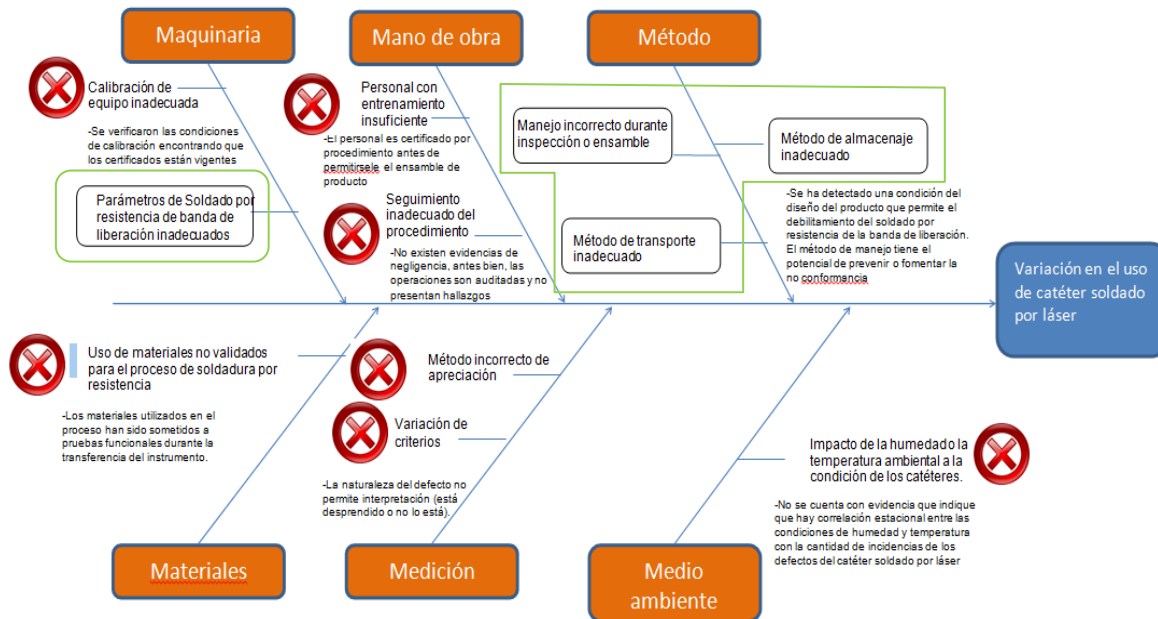 Maquinaria
Mano de obra
Método
Calibración de
equipo inadecuada
-Se verificaron las condiciones
de calibración encontrando que
los certificados están vigentes
Parámetros de Soldado por
resistencia de banda de
liberación inadecuados
Personal con
entrenamiento
insuficiente
-El personal es certificado por
procedimiento antes de
permitírsele el ensamble de
producto
Seguimiento
inadecuado del
procedimiento
-No existen evidencias de
negligencia, antes bien, las
operaciones son auditadas y no
presentan hallazgos
Manejo incorrecto durante
inspección o ensamble
Método de almacenaje
inadecuado
Método de transporte
inadecuado
-Se ha detectado una condición del
diseño del producto que permite el
debilitamiento del soldado por
resistencia de la banda de liberación.
El método de manejo tiene el
potencial de prevenir o fomentar la
no conformancia
Variación en el uso
de catéter soldado
por láser
Uso de materiales no validados
para el proceso de soldadura por
resistencia
-Los materiales utilizados en el
proceso han sido sometidos a
pruebas funcionales durante la
transferencia del instrumento.
Método incorrecto de
apreciación
Variación de
criterios
-La naturaleza del defecto no
permite interpretación (está
desprendido o no lo está).
Impacto de la humedad o la
temperatura ambiental a la
condición de los catéteres.
-No se cuenta con evidencia que indique
que hay correlación estacional entre las
condiciones de humedad y temperatura
con la cantidad de incidencias de los
defectos del catéter soldado por láser
Materiales
Medición
Medio
ambiente